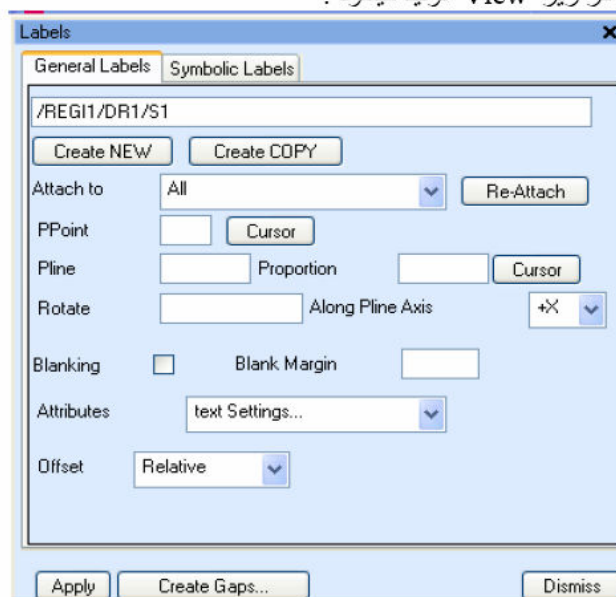 View
Labels
General Labels Symbolic Labels
/REGI1/DR1/S1
Create NEW Create COPY
Attach to All Re-Attach
PPoint Cursor
Pline Proportion Cursor
Rotate Along Pline Axis +X
Blanking Blank Margin
Attributes text Settings...
Offset Relative
Apply Create Gaps... Dismiss